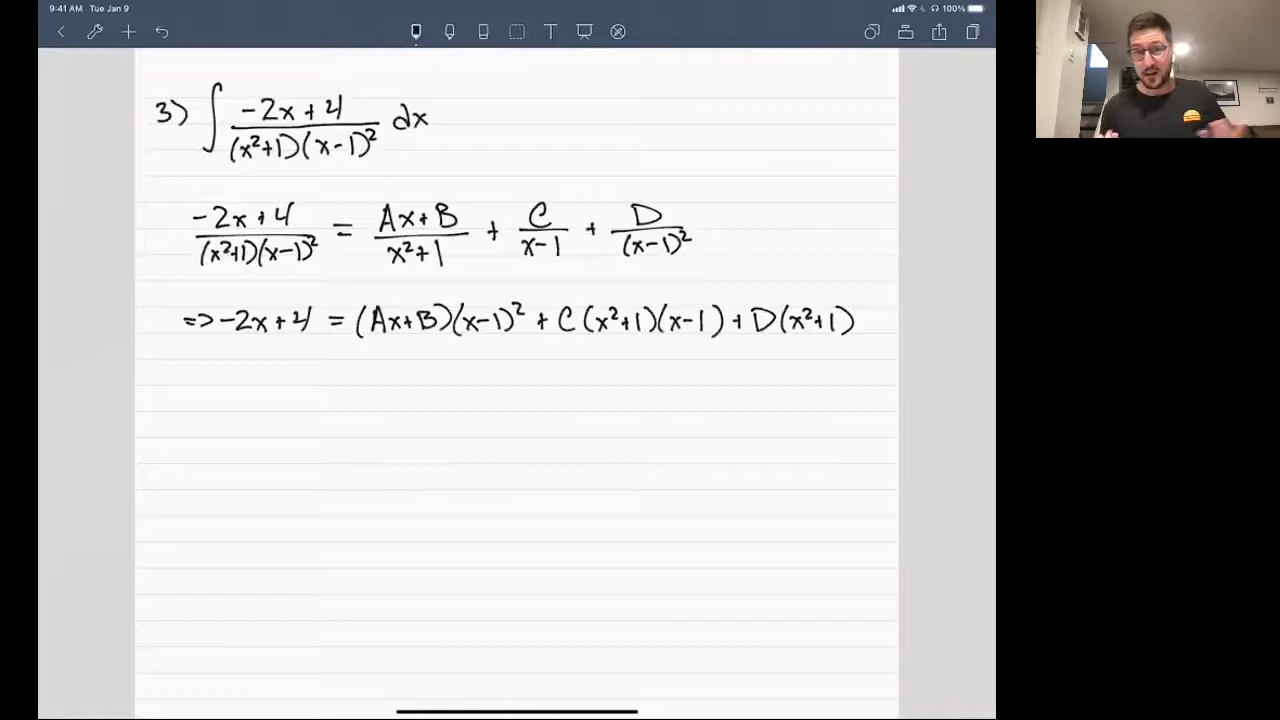 9:41 AM Tue Jan 9
100%
3) ∫ (-2x+4)/((x²+1)(x-1)²) dx
(-2x+4)/((x²+1)(x-1)²) = (Ax+B)/(x²+1) + C/(x-1) + D/(x-1)²
=> -2x+4 = (Ax+B)(x-1)² + C(x²+1)(x-1) + D(x²+1)